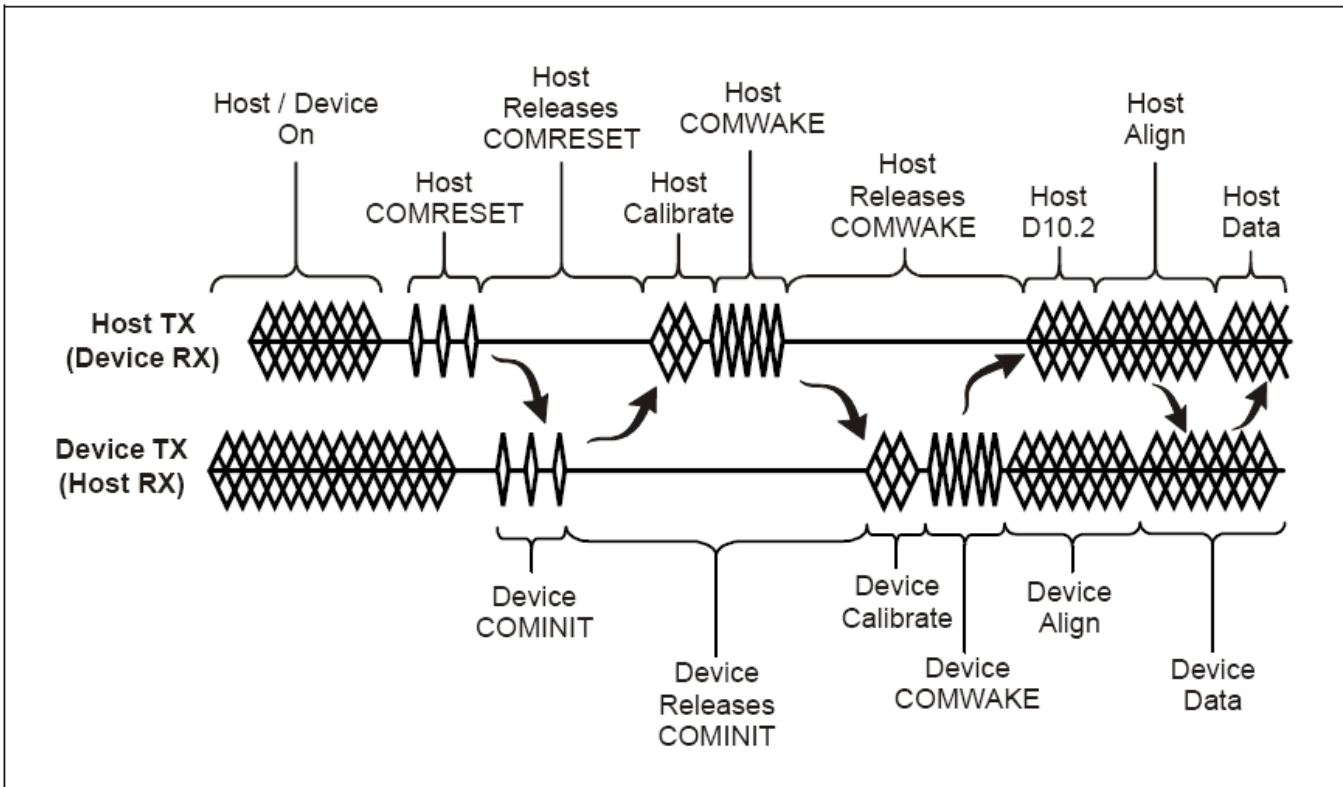 Host / Device
On
Host
COMRESET
Host
Releases
COMRESET
Host
Calibrate
Host
COMWAKE
Host
Releases
COMWAKE
Host
D10.2
Host
Align
Host
Data
Host TX
(Device RX)
Device TX
(Host RX)
Device
COMINIT
Device
Releases
COMINIT
Device
Calibrate
Device
COMWAKE
Device
Align
Device
Data